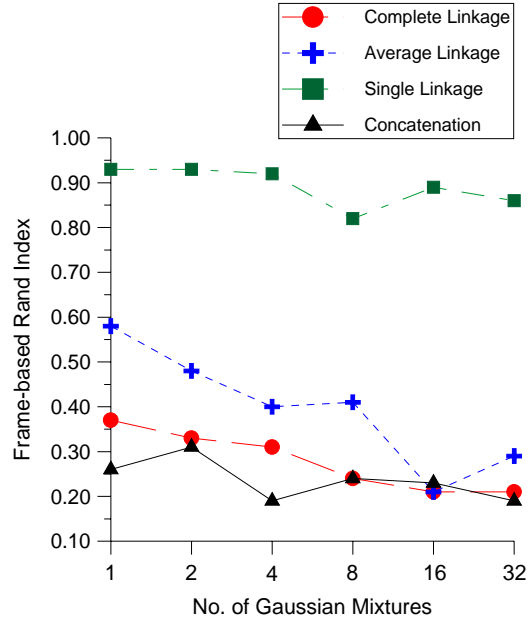 Complete Linkage
Average Linkage
Single Linkage
Concatenation
1.00
0.90
0.80
0.70
0.60
0.50
0.40
0.30
0.20
0.10
Frame-based Rand Index
1 2 4 8 16 32
No. of Gaussian Mixtures